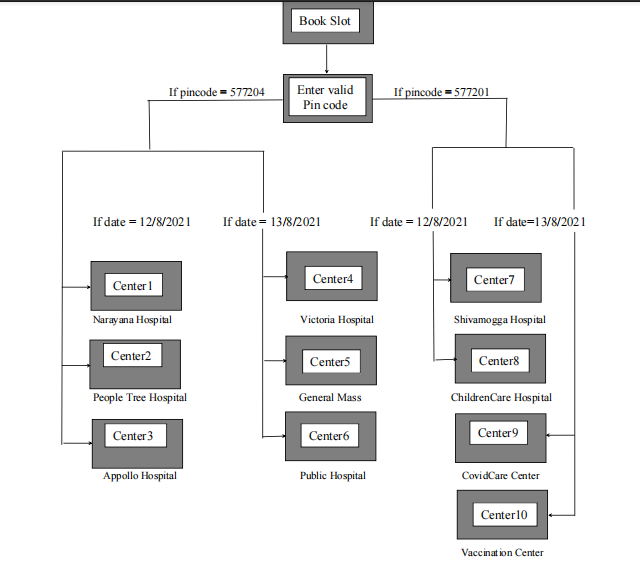 Book Slot
If pincode = 577204
Enter valid
Pin code
If pincode = 577201
If date = 12/8/2021
If date = 13/8/2021
If date = 12/8/2021
If date=13/8/2021
Center1
Narayana Hospital
Center2
People Tree Hospital
Center3
Appollo Hospital
Center4
Victoria Hospital
Center5
General Mass
Center6
Public Hospital
Center7
Shivamogga Hospital
Center8
ChildrenCare Hospital
Center9
CovidCare Center
Center10
Vaccination Center